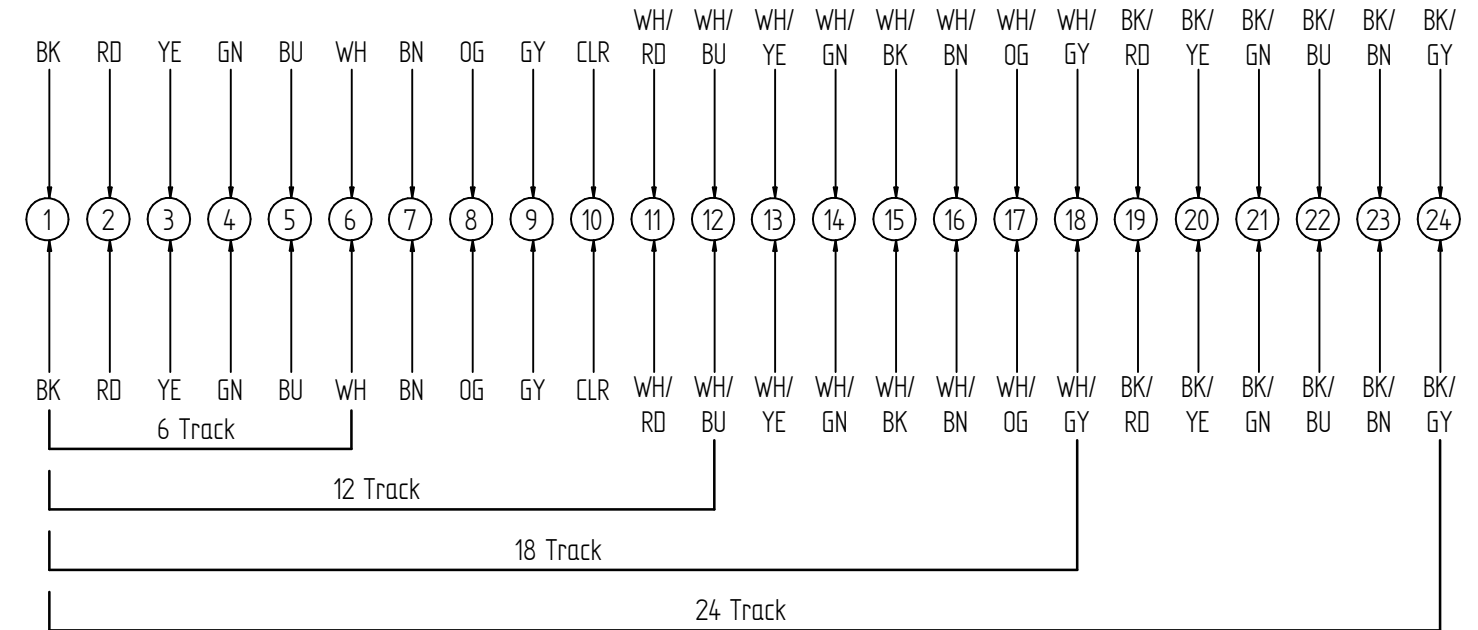 WH/ WH/ WH/ WH/ WH/ WH/ WH/ WH/ BK/ BK/ BK/ BK/ BK/ BK/
BK RD YE GN BU WH BN OG GY CLR RD BU YE GN BK BN OG GY RD YE GN BU BN GY
1 2 3 4 5 6 7 8 9 10 11 12 13 14 15 16 17 18 19 20 21 22 23 24
BK RD YE GN BU WH BN OG GY CLR WH/ WH/ WH/ WH/ WH/ WH/ WH/ WH/ BK/ BK/ BK/ BK/ BK/ BK/
RD BU YE GN BK BN OG GY RD YE GN BU BN GY
6 Track
12 Track
18 Track
24 Track